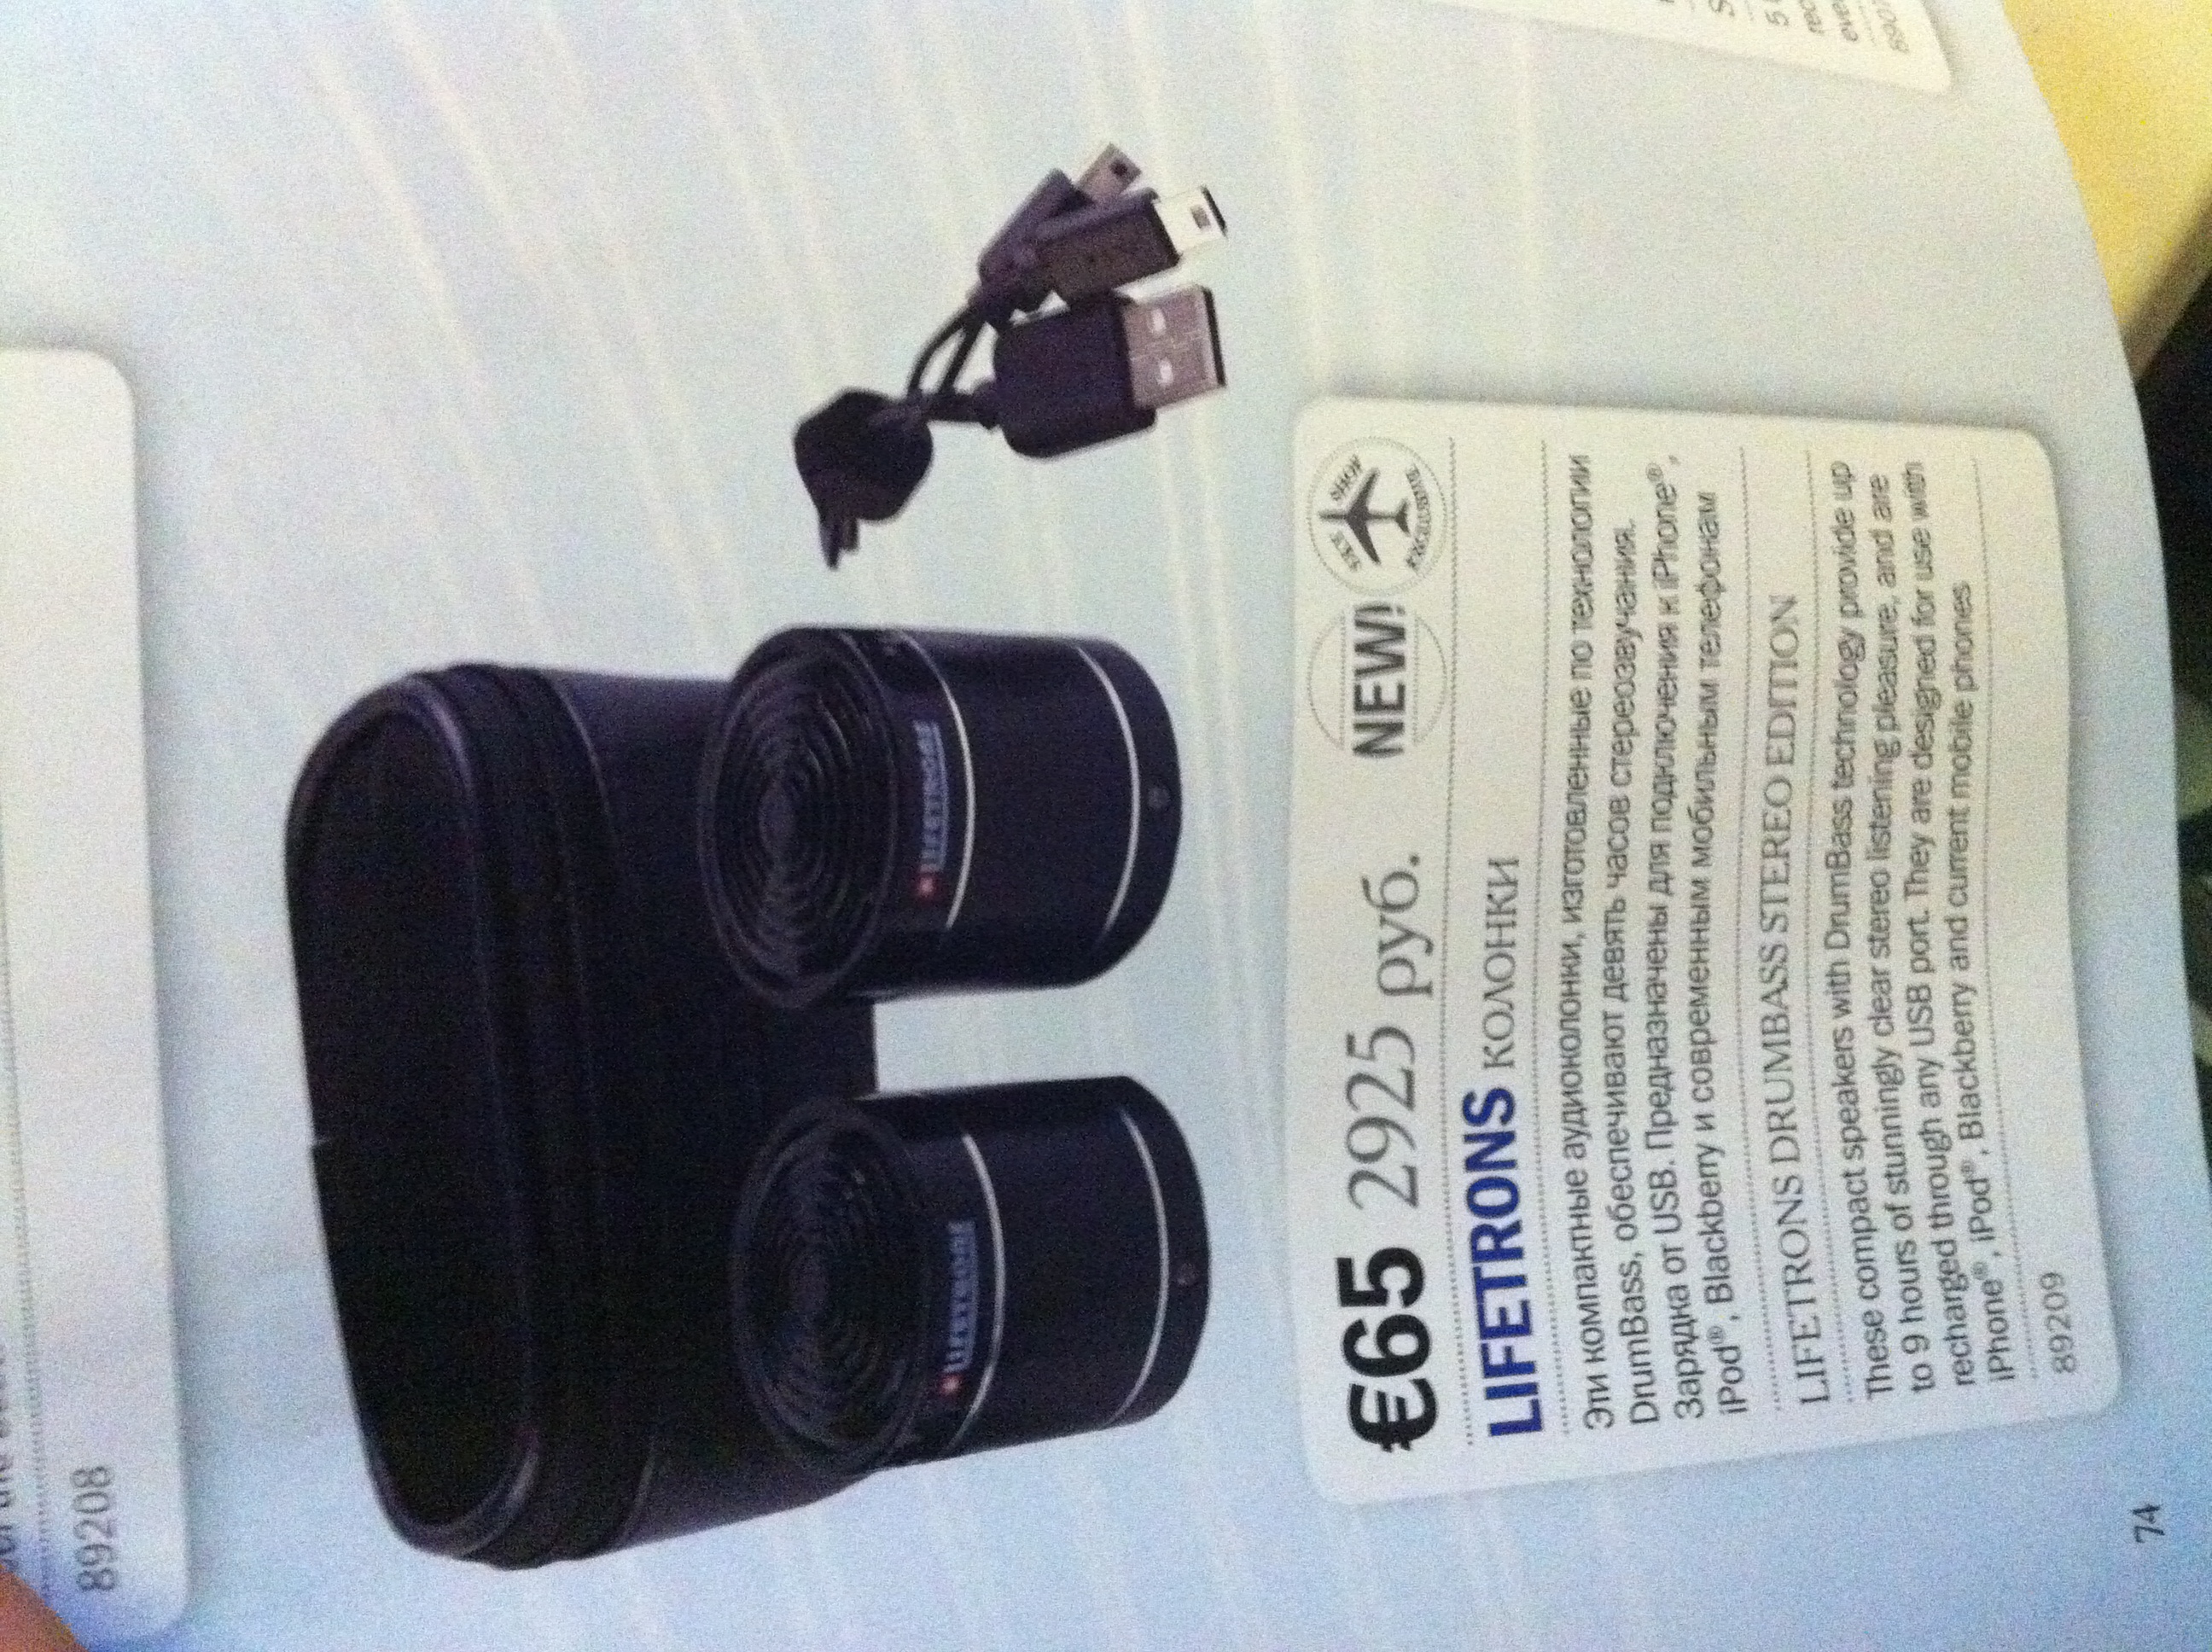 89208
LIFETRONS
LIFETRONS
€65 2925 руб.
NEW!
SKY SHOP
EXCLUSIVE
LIFETRONS КОЛОНКИ
Эти компактные аудиоколонки, изготовленные по технологии
DrumBass, обеспечивают девять часов стереозвучания.
Зарядка от USB. Предназначены для подключения к iPhone®,
iPod®, Blackberry и современным мобильным телефонам
LIFETRONS DRUMBASS STEREO EDITION
These compact speakers with DrumBass technology provide up
to 9 hours of stunningly clear stereo listening pleasure, and are
recharged through any USB port. They are designed for use with
iPhone®, iPod®, Blackberry and current mobile phones
89209
74